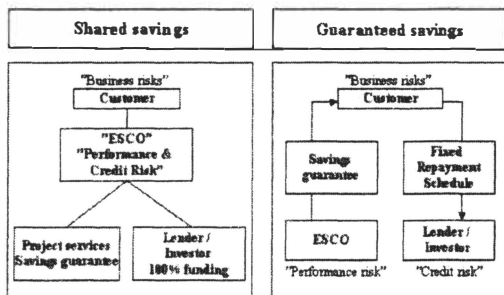 Shared savings
Guaranteed savings
"Business risks"
Customer
"ESCO"
"Performance &
Credit Risk"
Project services
Savings guarantee
Lender /
Investor
100% funding
"Business risks"
Customer
Savings
guarantee
Fixed
Repayment
Schedule
ESCO
Lender /
Investor
"Performance risk"
"Credit risk"